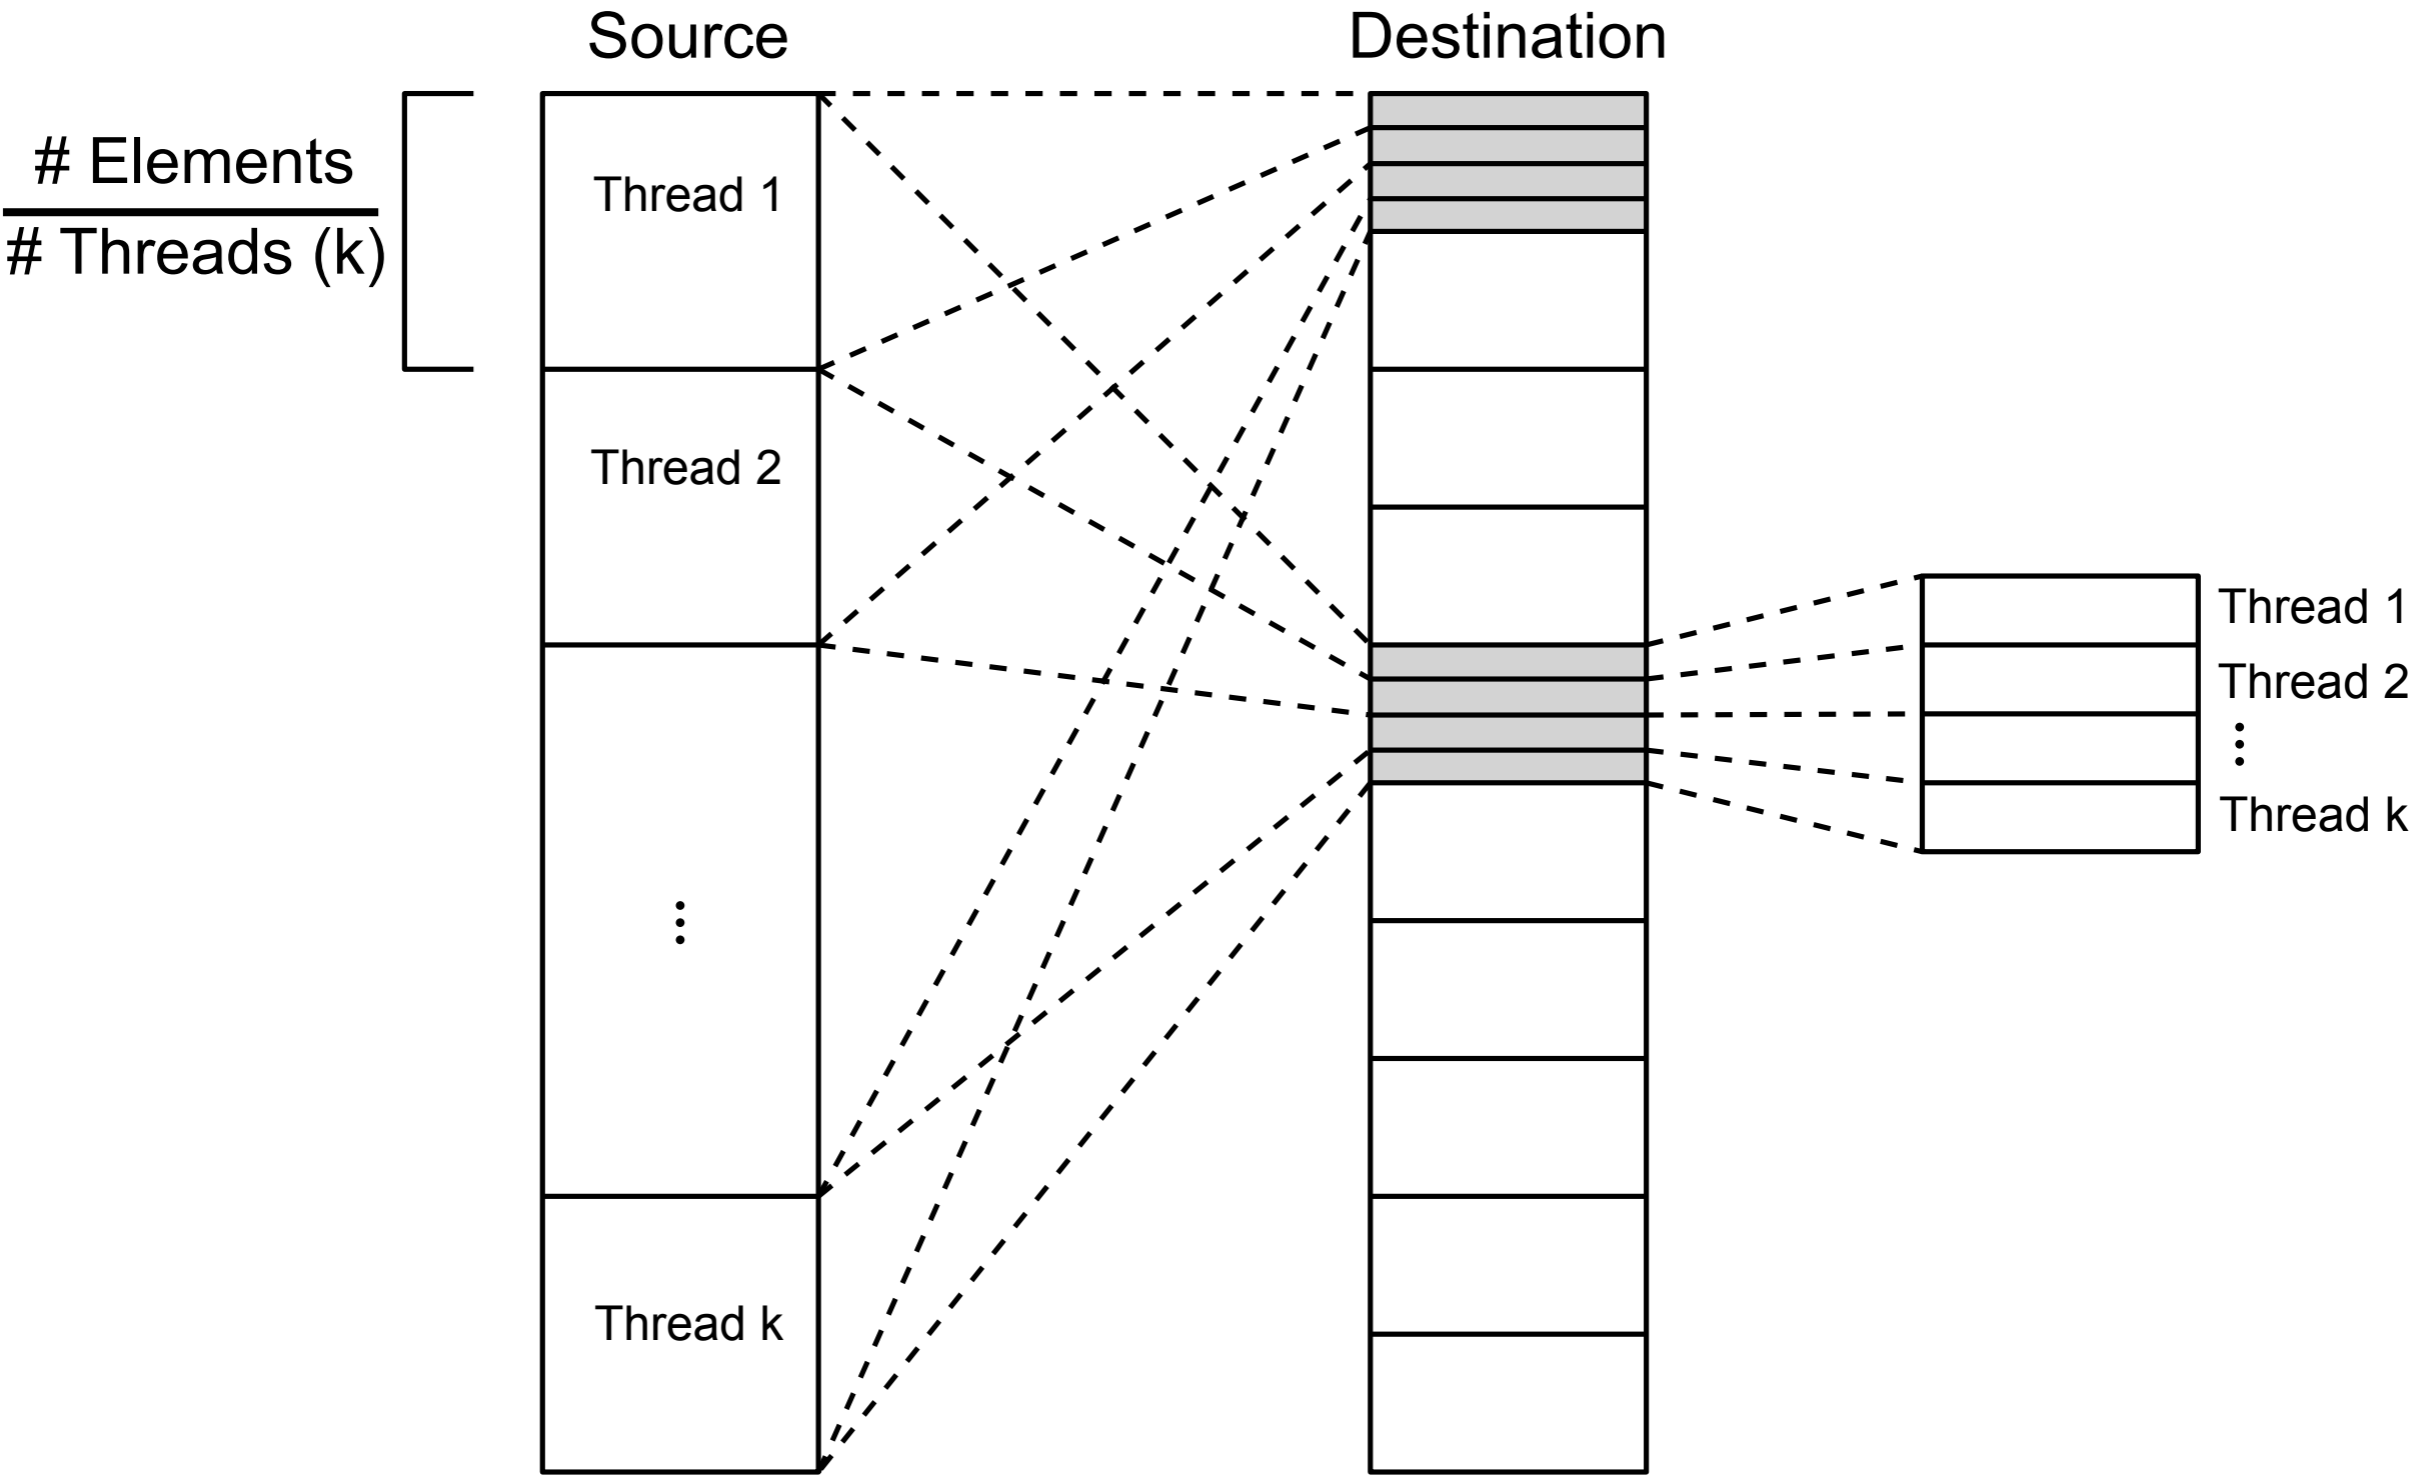 Source
Destination
# Elements
# Threads (k)
Thread 1
Thread 2
⋮
Thread k
Thread 1
Thread 2
⋮
Thread k